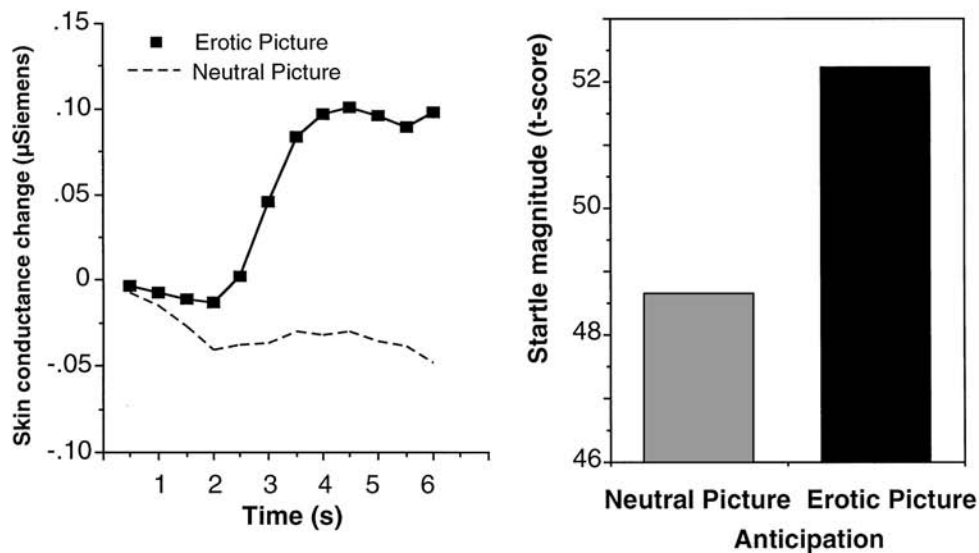 Skin conductance change (µSiemens)
.15
.10
.05
0
-.05
-.10
Erotic Picture
Neutral Picture
1 2 3 4 5 6
Time (s)
Startle magnitude (t-score)
52
50
48
46
Neutral Picture Erotic Picture
Anticipation